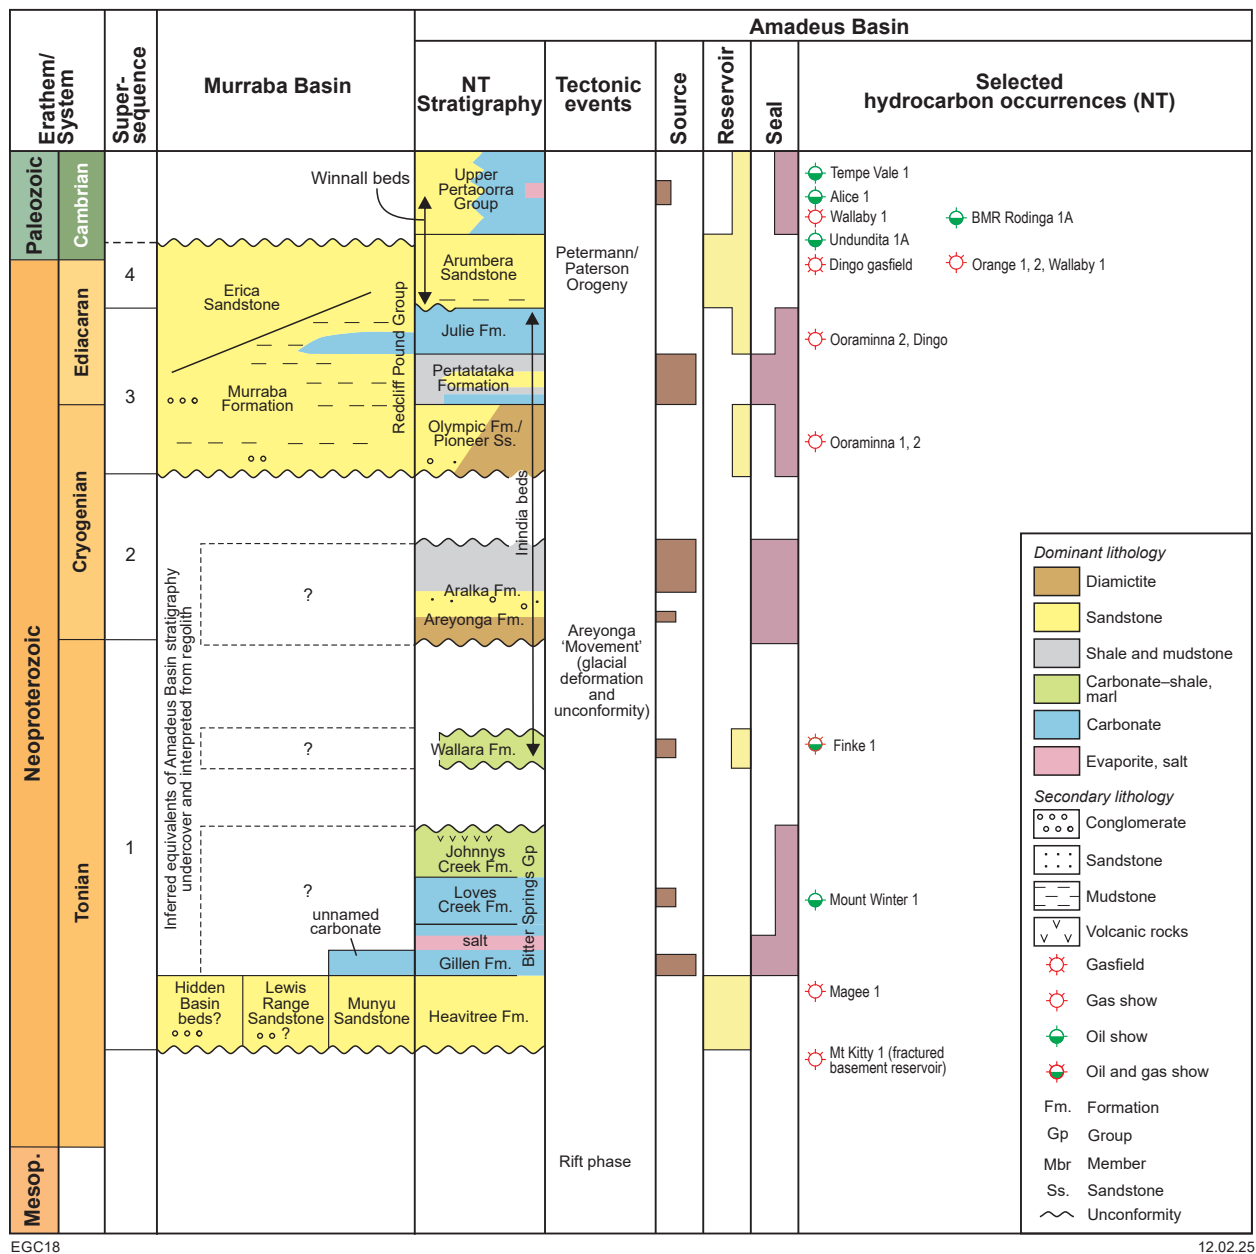 Amadeus Basin
Erathem/
System
Super-
sequence
Murraba Basin
NT
Stratigraphy
Tectonic
events
Source
Reservoir
Seal
Selected
hydrocarbon occurrences (NT)
Paleozoic
Cambrian
Neoproterozoic
Ediacaran
Cryogenian
Tonian
Mesop.
4
3
2
1
Winnall beds
Erica
Sandstone
Murraba
Formation
Redcliff Pound Group
Inferred equivalents of Amadeus Basin stratigraphy
undercover and interpreted from regolith
?
?
?
unnamed
carbonate
Hidden
Basin
beds?
Lewis
Range
Sandstone
?
Munyu
Sandstone
Upper
Pertaoorra
Group
Arumbera
Sandstone
Julie Fm.
Pertatataka
Formation
Olympic Fm./
Pioneer Ss.
Inindia beds
Aralka Fm.
Areyonga Fm.
Wallara Fm.
Johnnys
Creek Fm.
Loves
Creek Fm.
salt
Gillen Fm.
Bitter Springs Gp
Heavitree Fm.
Petermann/
Paterson
Orogeny
Areyonga
‘Movement’
(glacial
deformation
and
unconformity)
Rift phase
Tempe Vale 1
Alice 1
Wallaby 1
BMR Rodinga 1A
Undundita 1A
Dingo gasfield
Orange 1, 2, Wallaby 1
Ooraminna 2, Dingo
Ooraminna 1, 2
Finke 1
Mount Winter 1
Magee 1
Mt Kitty 1 (fractured
basement reservoir)
Dominant lithology
Diamictite
Sandstone
Shale and mudstone
Carbonate–shale,
marl
Carbonate
Evaporite, salt
Secondary lithology
Conglomerate
Sandstone
Mudstone
Volcanic rocks
Gasfield
Gas show
Oil show
Oil and gas show
Fm. Formation
Gp Group
Mbr Member
Ss. Sandstone
Unconformity
EGC18
12.02.25